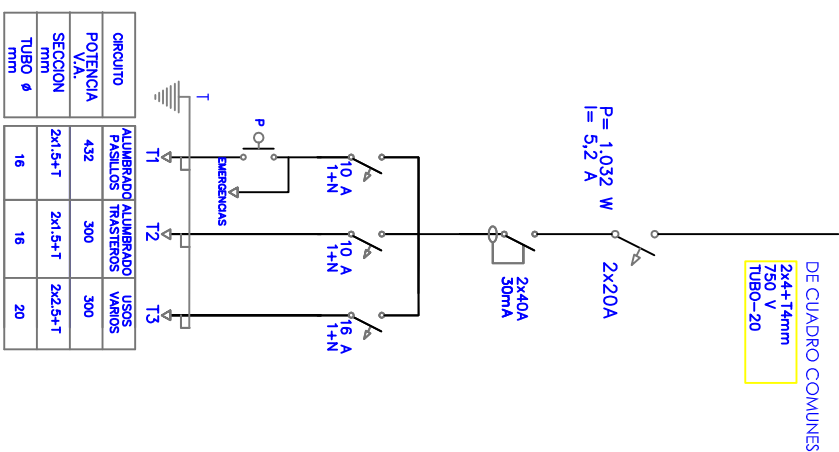 DE CUADRO COMUNES
2x4+T4mm
750 V
TUBO-20
2x20A
P= 1.032 W
I= 5,2 A
2x40A
30mA
10 A
1+N
10 A
1+N
16 A
1+N
P
EMERGENCIAS
T
T1
T2
T3
CIRCUITO
ALUMBRADO
PASILLOS
ALUMBRADO
TRASTEROS
USOS
VARIOS
POTENCIA
V.A.
432
300
300
SECCION
mm
2x1.5+T
2x1.5+T
2x2.5+T
TUBO ø
mm
16
16
20